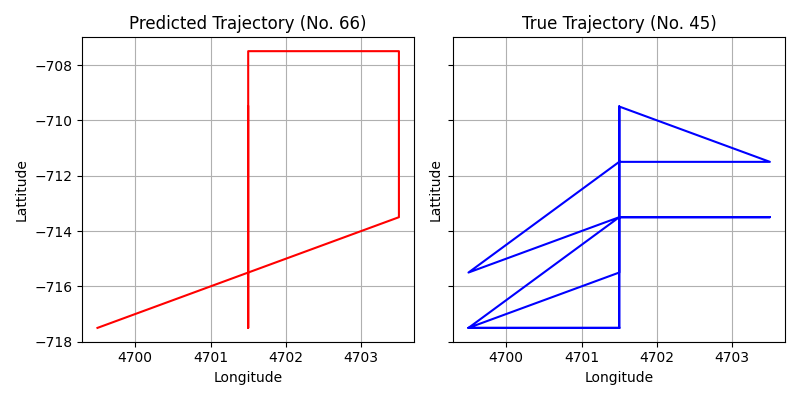 Predicted Trajectory (No. 66)
True Trajectory (No. 45)
−708
−710
−712
−714
−716
−718
Lattitude
Lattitude
4700
4701
4702
4703
4700
4701
4702
4703
Longitude
Longitude